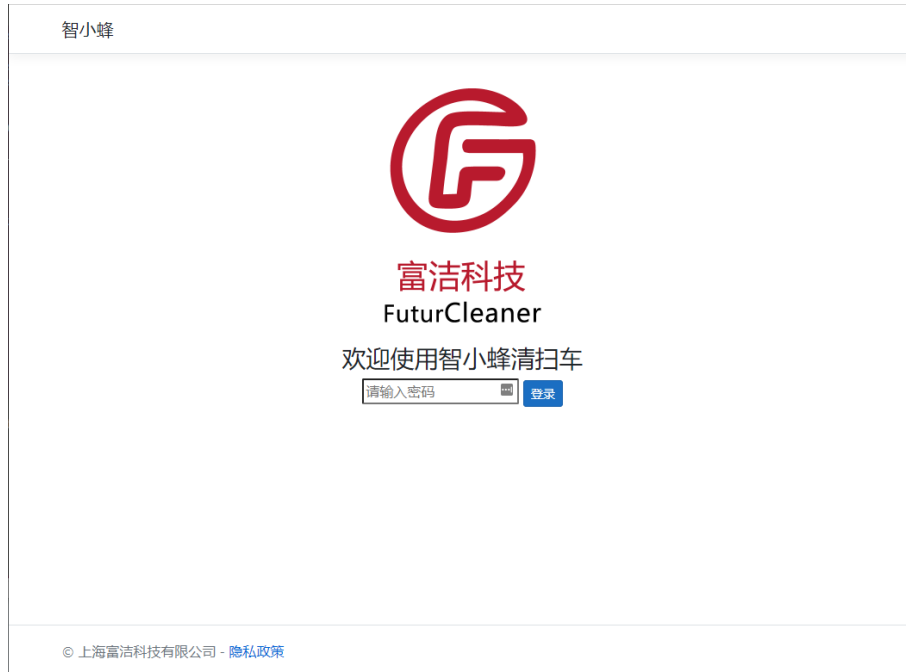 智小蜂
富洁科技
FuturCleaner
欢迎使用智小蜂清扫车
请输入密码 登录
© 上海富洁科技有限公司 - 隐私政策